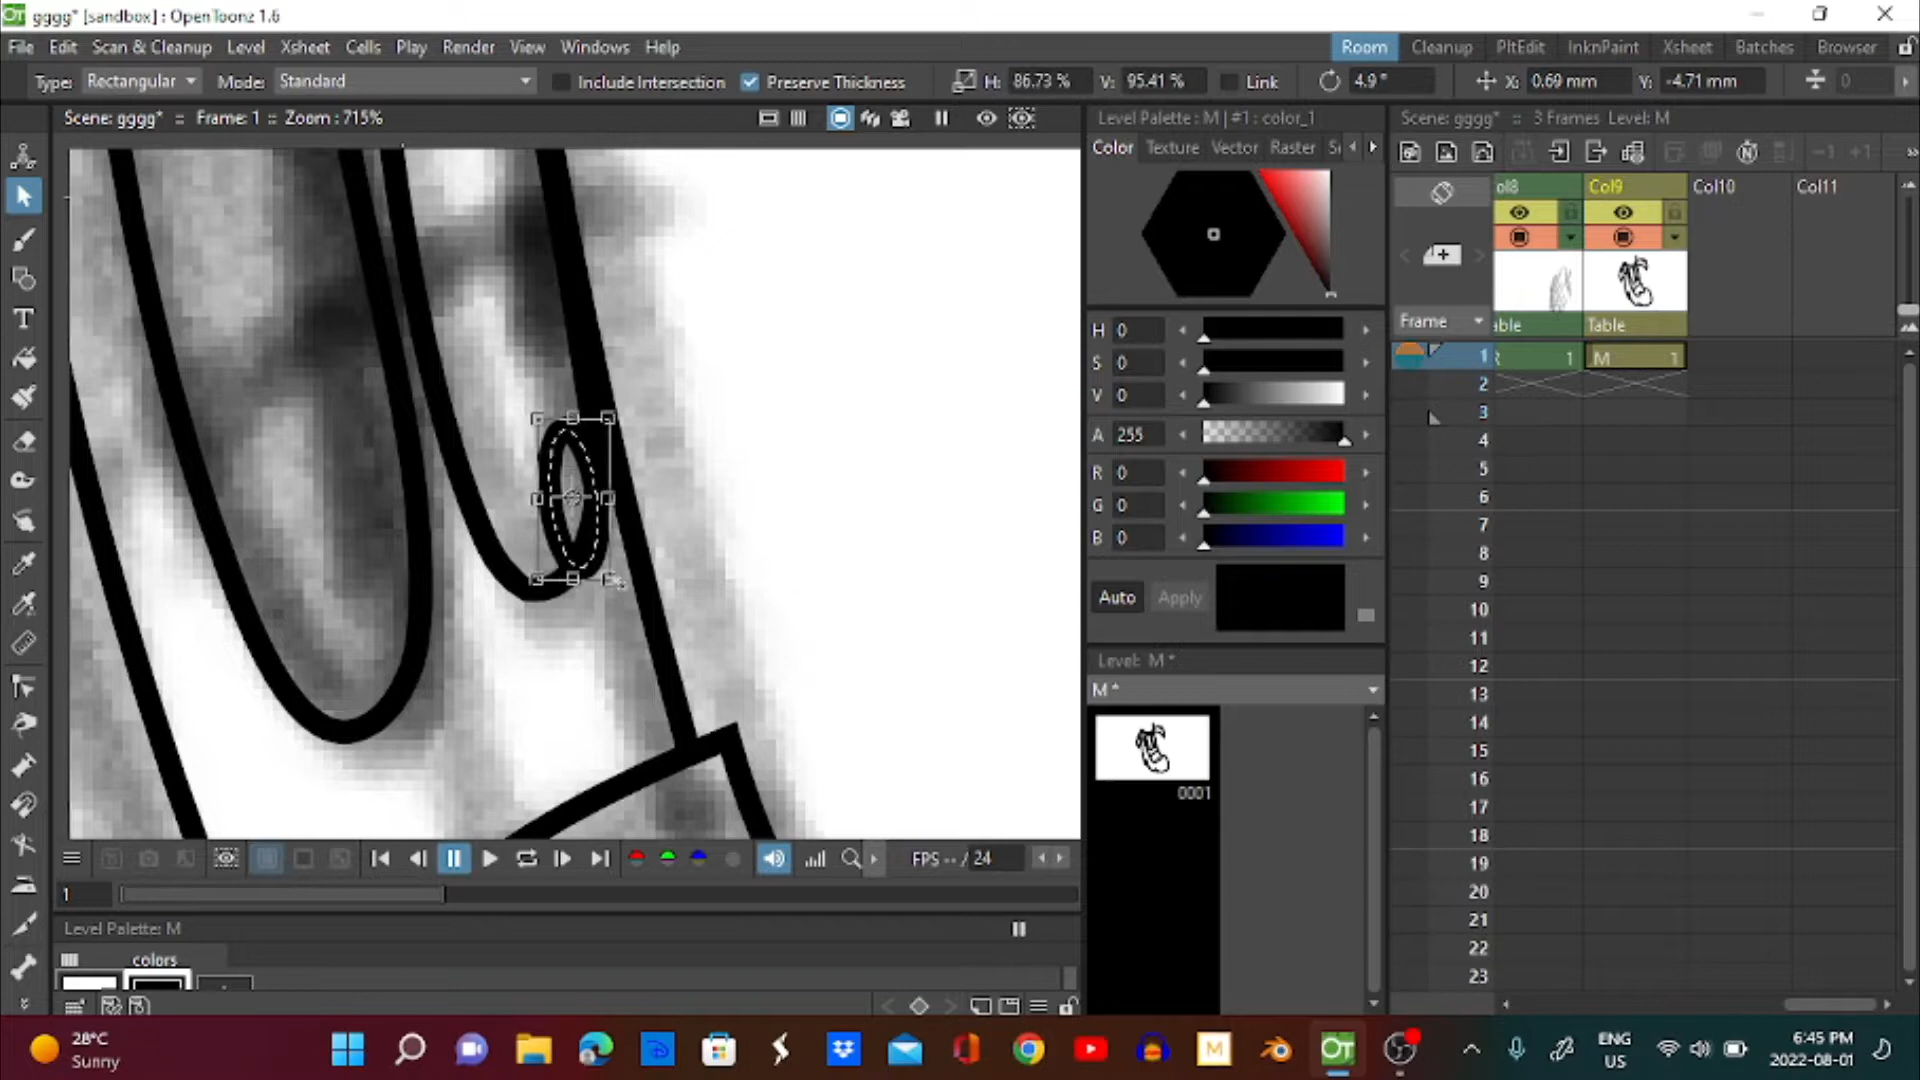 gggg* [sandbox] : OpenToonz 1.6
File Edit Scan & Cleanup Level Xsheet Cells Play Render View Windows Help
Room Cleanup PltEdit InknPaint Xsheet Batches Browser
Type: Rectangular Mode: Standard Include Intersection Preserve Thickness H: 86.73 % V: 95.41 % Link 4.9 ° X: 0.69 mm Y: -4.71 mm 0
Scene: gggg* :: Frame: 1 :: Zoom : 715%
Level Palette : M | #1 : color_1
Scene: gggg* :: 3 Frames Level: M
Color Texture Vector Raster
-1 +1
ol8 Col9 Col10 Col11
Frame
able Table
H 0
S 0
V 0
A 255
R 0
G 0
B 0
Auto Apply
Level: M *
M *
0001
1 1 M 1
2
3
4
5
6
7
8
9
10
11
12
13
14
15
16
17
18
19
20
21
22
23
FPS -- / 24
1
Level Palette: M
colors
28°C
Sunny
M
OT
ENG
US
6:45 PM
2022-08-01